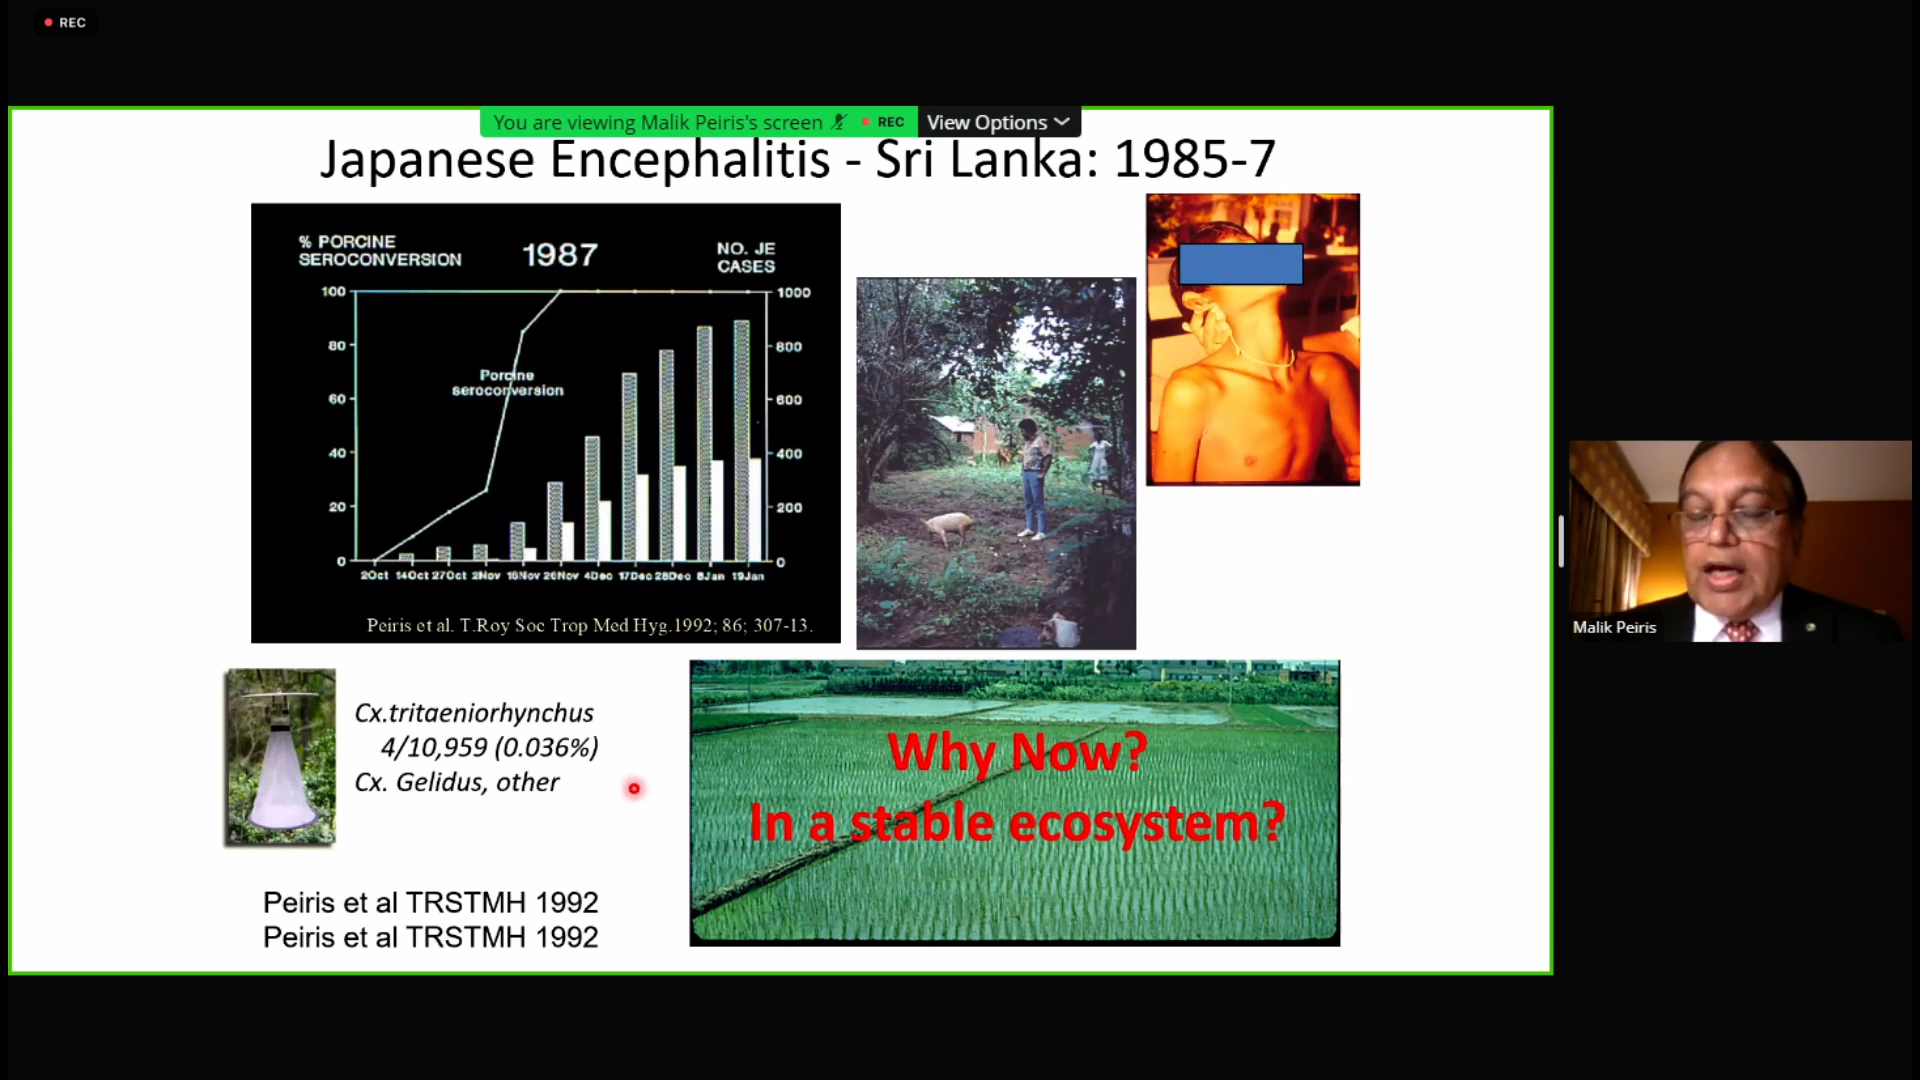 REC
You are viewing Malik Peiris's screen REC View Options
Japanese Encephalitis - Sri Lanka: 1985-7
% PORCINE
SEROCONVERSION
1987
NO. JE
CASES
100
80
60
40
20
0
1000
800
600
400
200
0
Porcine
seroconversion
2Oct 14Oct 27Oct 2Nov 16Nov 26Nov 4Dec 17Dec 28Dec 8Jan 19Jan
Peiris et al. T.Roy Soc Trop Med Hyg.1992; 86; 307-13.
Cx.tritaeniorhynchus
4/10,959 (0.036%)
Cx. Gelidus, other
Why Now?
In a stable ecosystem?
Peiris et al TRSTMH 1992
Peiris et al TRSTMH 1992
Malik Peiris